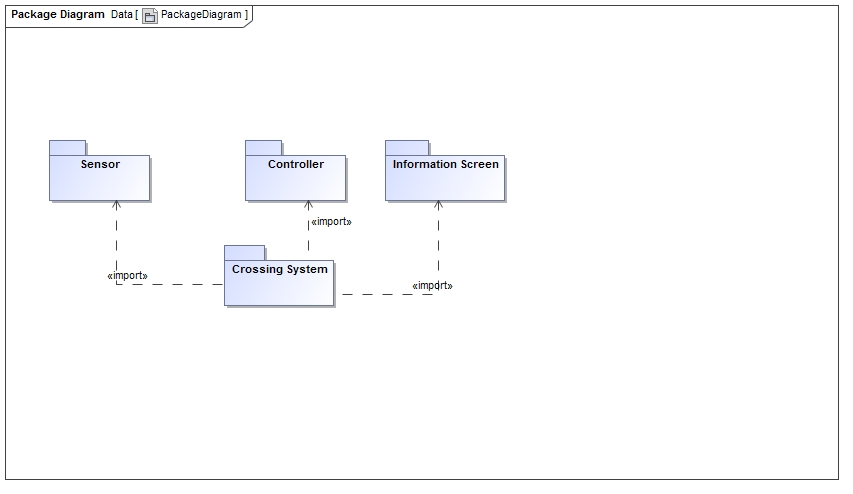 Package Diagram Data [ PackageDiagram ]
Sensor
Controller
Information Screen
«import»
Crossing System
«import»
«import»